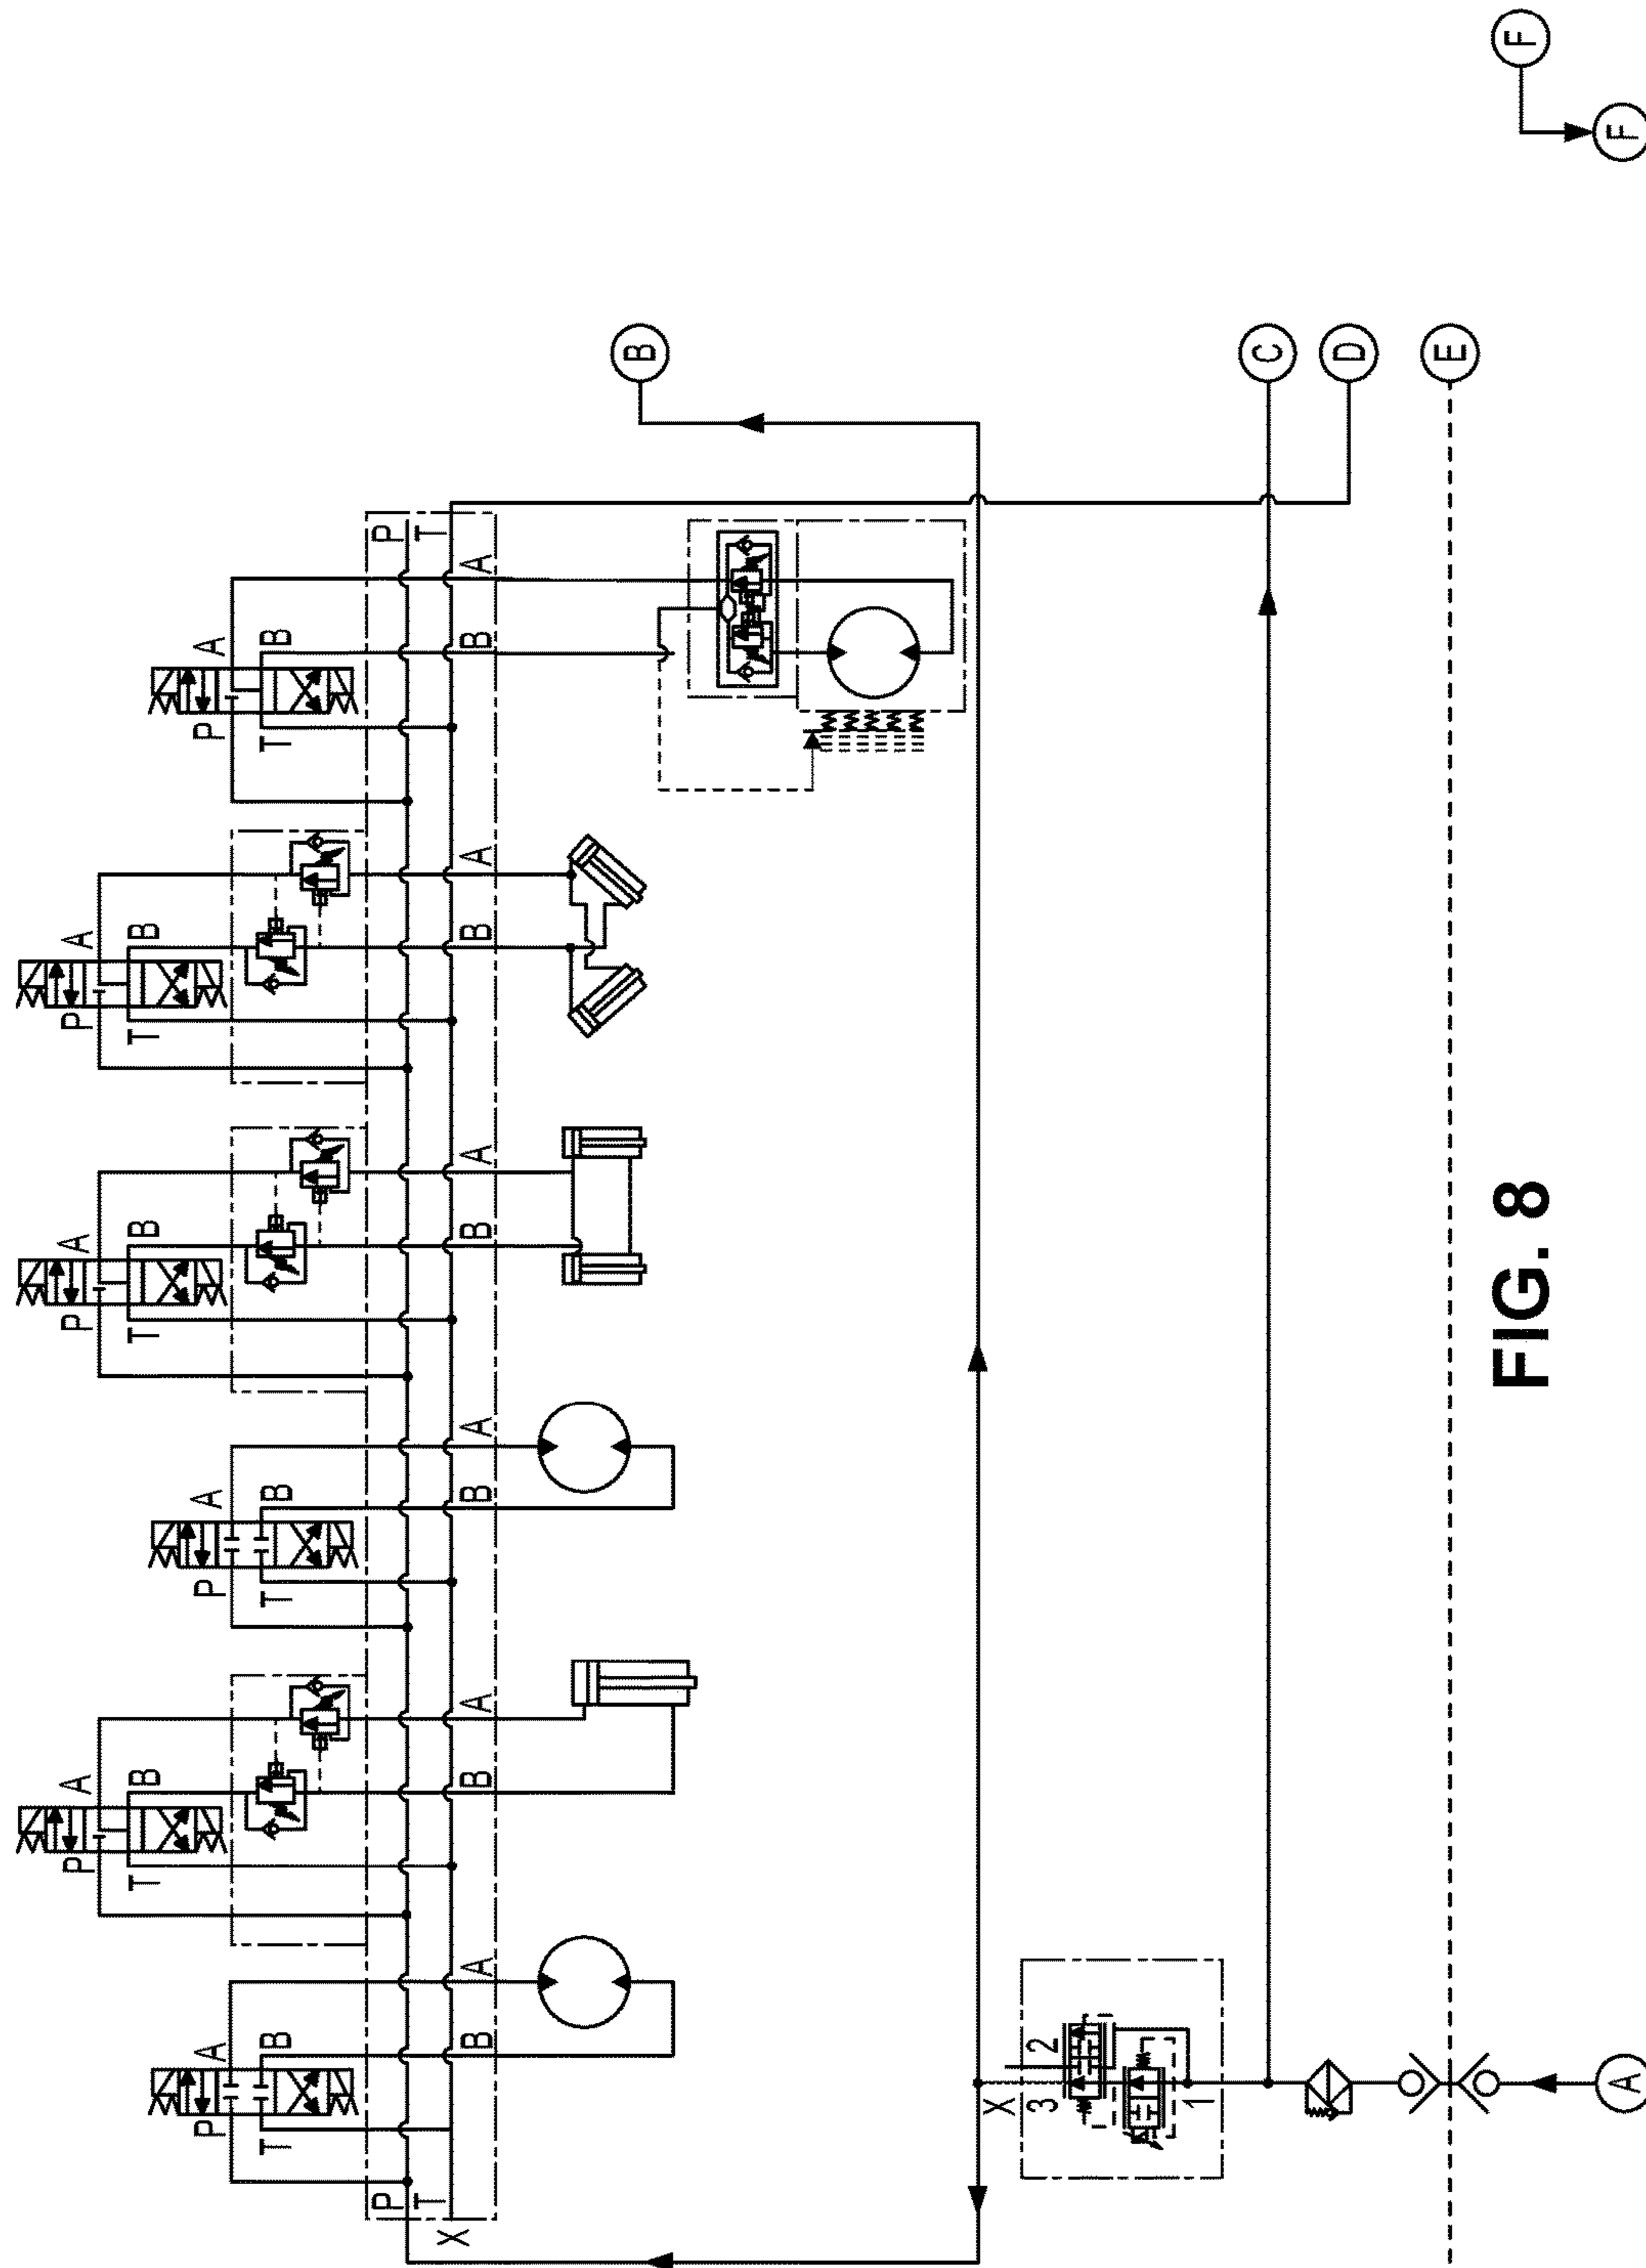 P A P A P A
T B T B T B
P A P A P A
T B T B T B
P P
T T
X
B A B A B A B A B A B A
B
X
3 2
1
C
D
E
FIG. 8
F
A F